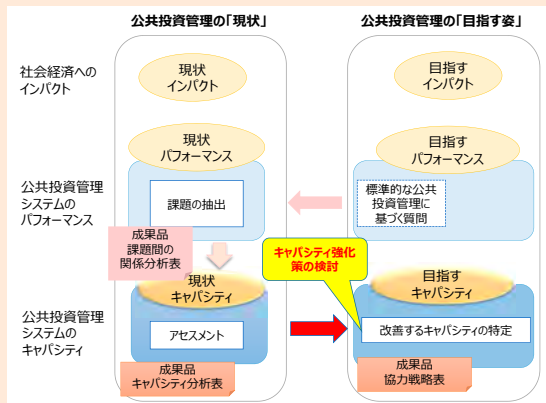 公共投資管理の「現状」
公共投資管理の「目指す姿」
社会経済への
インパクト
現状
インパクト
目指す
インパクト
現状
パフォーマンス
目指す
パフォーマンス
公共投資管理
システムの
パフォーマンス
課題の抽出
標準的な公共
投資管理に
基づく質問
成果品
課題間の
関係分析表
キャパシティ強化
策の検討
現状
キャパシティ
目指す
キャパシティ
公共投資管理
システムの
キャパシティ
アセスメント
改善するキャパシティの特定
成果品
キャパシティ分析表
成果品
協力戦略表